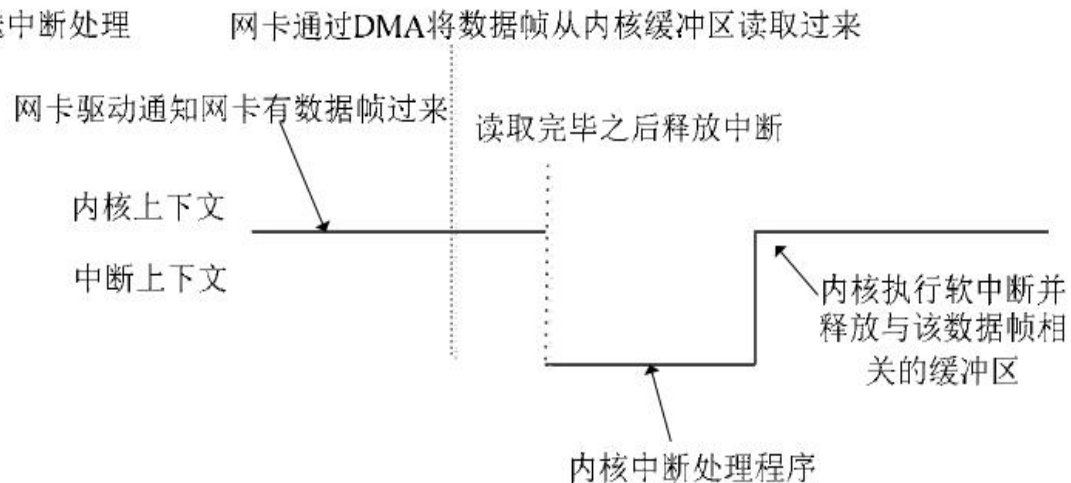 中断处理
网卡通过DMA将数据帧从内核缓冲区读取过来
网卡驱动通知网卡有数据帧过来
读取完毕之后释放中断
内核上下文
中断上下文
内核执行软中断并
释放与该数据帧相
关的缓冲区
内核中断处理程序